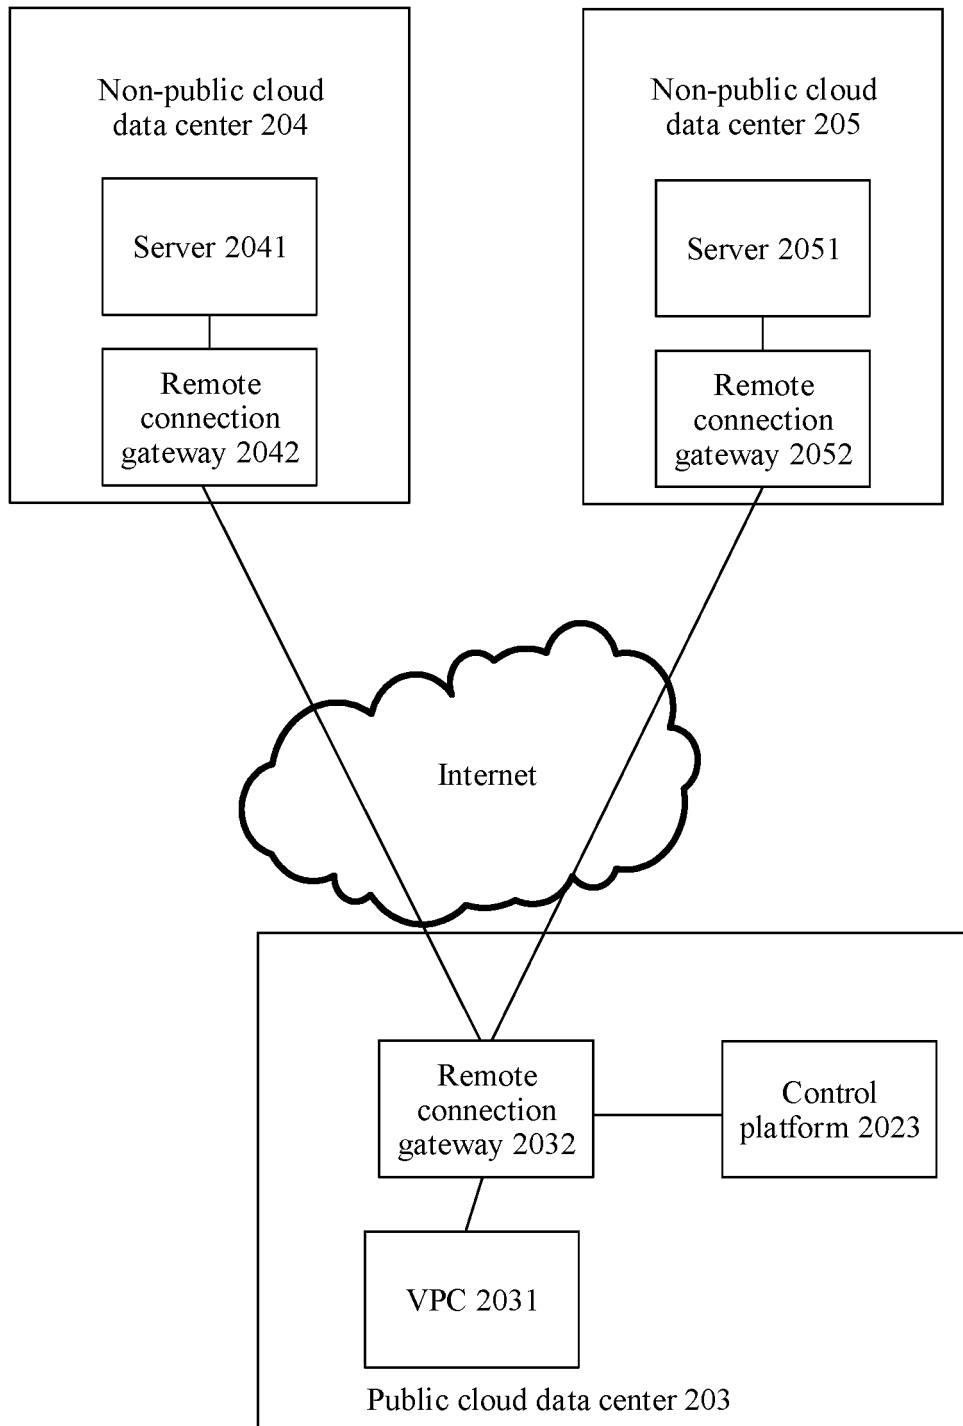 Non-public cloud
data center 204
Server 2041
Remote
connection
gateway 2042
Non-public cloud
data center 205
Server 2051
Remote
connection
gateway 2052
Internet
Remote
connection
gateway 2032
Control
platform 2023
VPC 2031
Public cloud data center 203